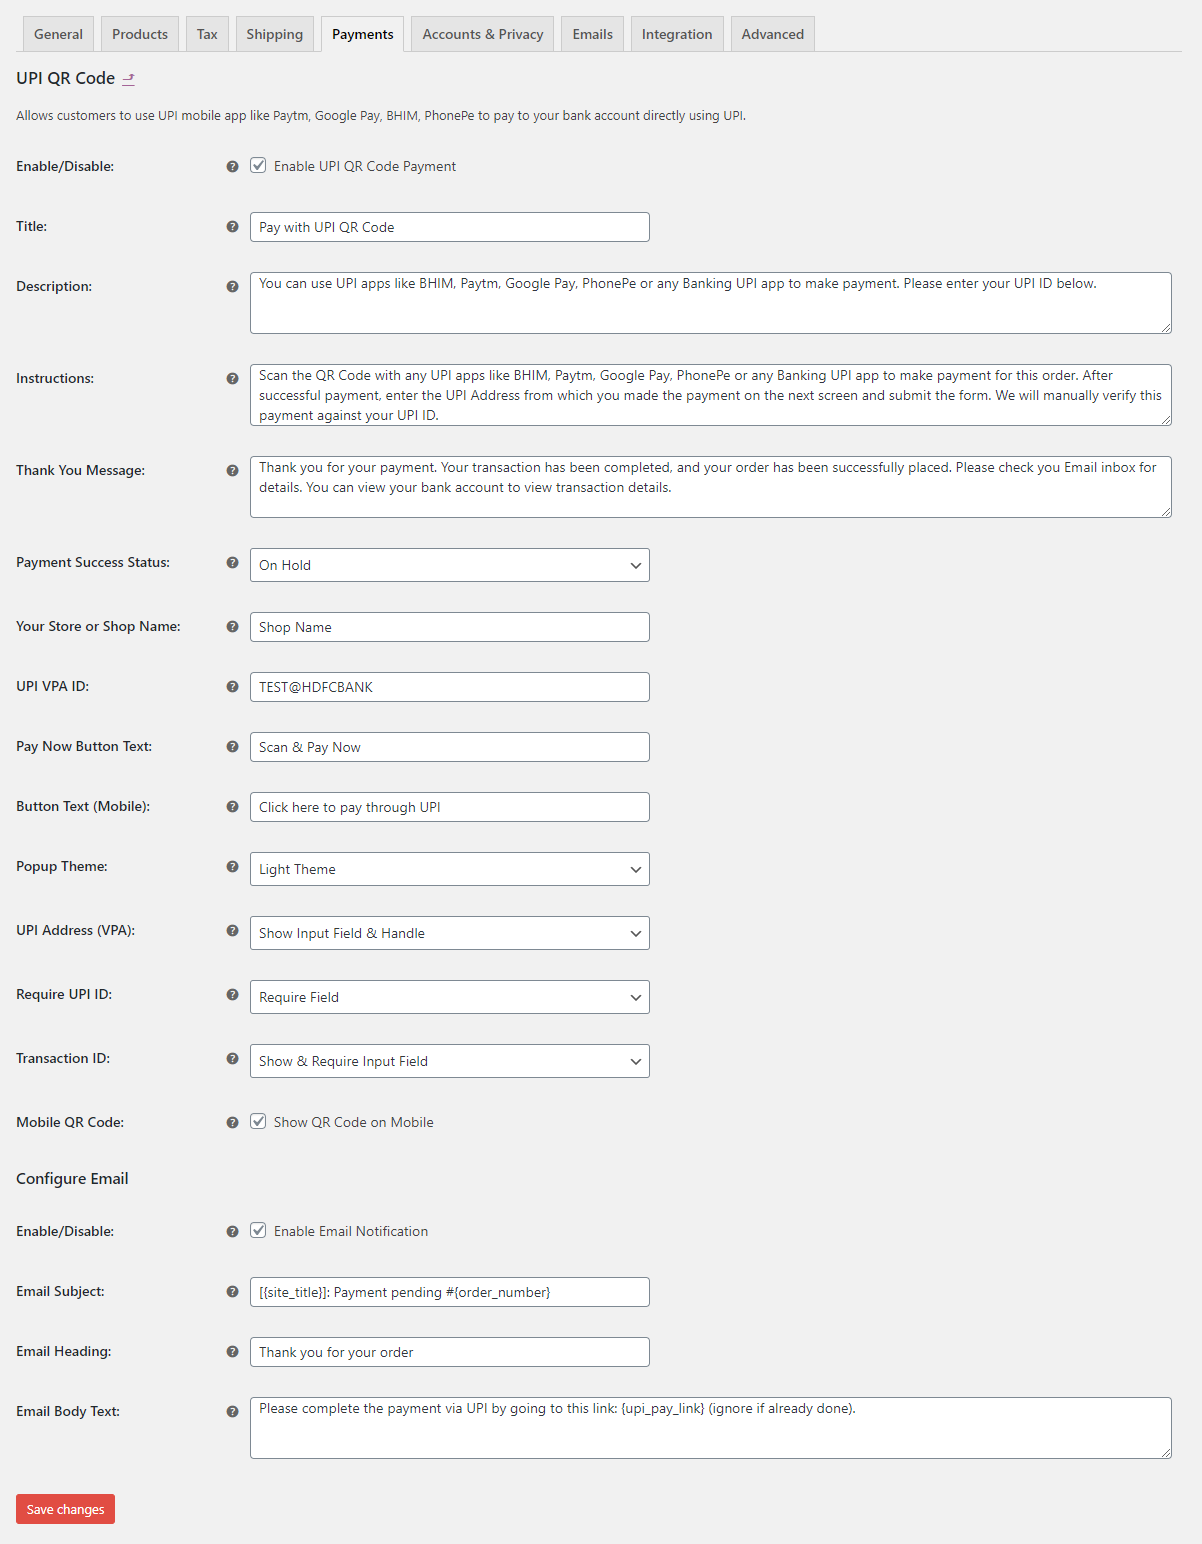 General Products Tax Shipping Payments Accounts & Privacy Emails Integration Advanced
UPI QR Code
Allows customers to use UPI mobile app like Paytm, Google Pay, BHIM, PhonePe to pay to your bank account directly using UPI.
Enable/Disable: Enable UPI QR Code Payment
Title: Pay with UPI QR Code
Description: You can use UPI apps like BHIM, Paytm, Google Pay, PhonePe or any Banking UPI app to make payment. Please enter your UPI ID below.
Instructions: Scan the QR Code with any UPI apps like BHIM, Paytm, Google Pay, PhonePe or any Banking UPI app to make payment for this order. After
successful payment, enter the UPI Address from which you made the payment on the next screen and submit the form. We will manually verify this
payment against your UPI ID.
Thank You Message: Thank you for your payment. Your transaction has been completed, and your order has been successfully placed. Please check you Email inbox for
details. You can view your bank account to view transaction details.
Payment Success Status: On Hold
Your Store or Shop Name: Shop Name
UPI VPA ID: TEST@HDFCBANK
Pay Now Button Text: Scan & Pay Now
Button Text (Mobile): Click here to pay through UPI
Popup Theme: Light Theme
UPI Address (VPA): Show Input Field & Handle
Require UPI ID: Require Field
Transaction ID: Show & Require Input Field
Mobile QR Code: Show QR Code on Mobile
Configure Email
Enable/Disable: Enable Email Notification
Email Subject: [{site_title}]: Payment pending #{order_number}
Email Heading: Thank you for your order
Email Body Text: Please complete the payment via UPI by going to this link: {upi_pay_link} (ignore if already done).
Save changes